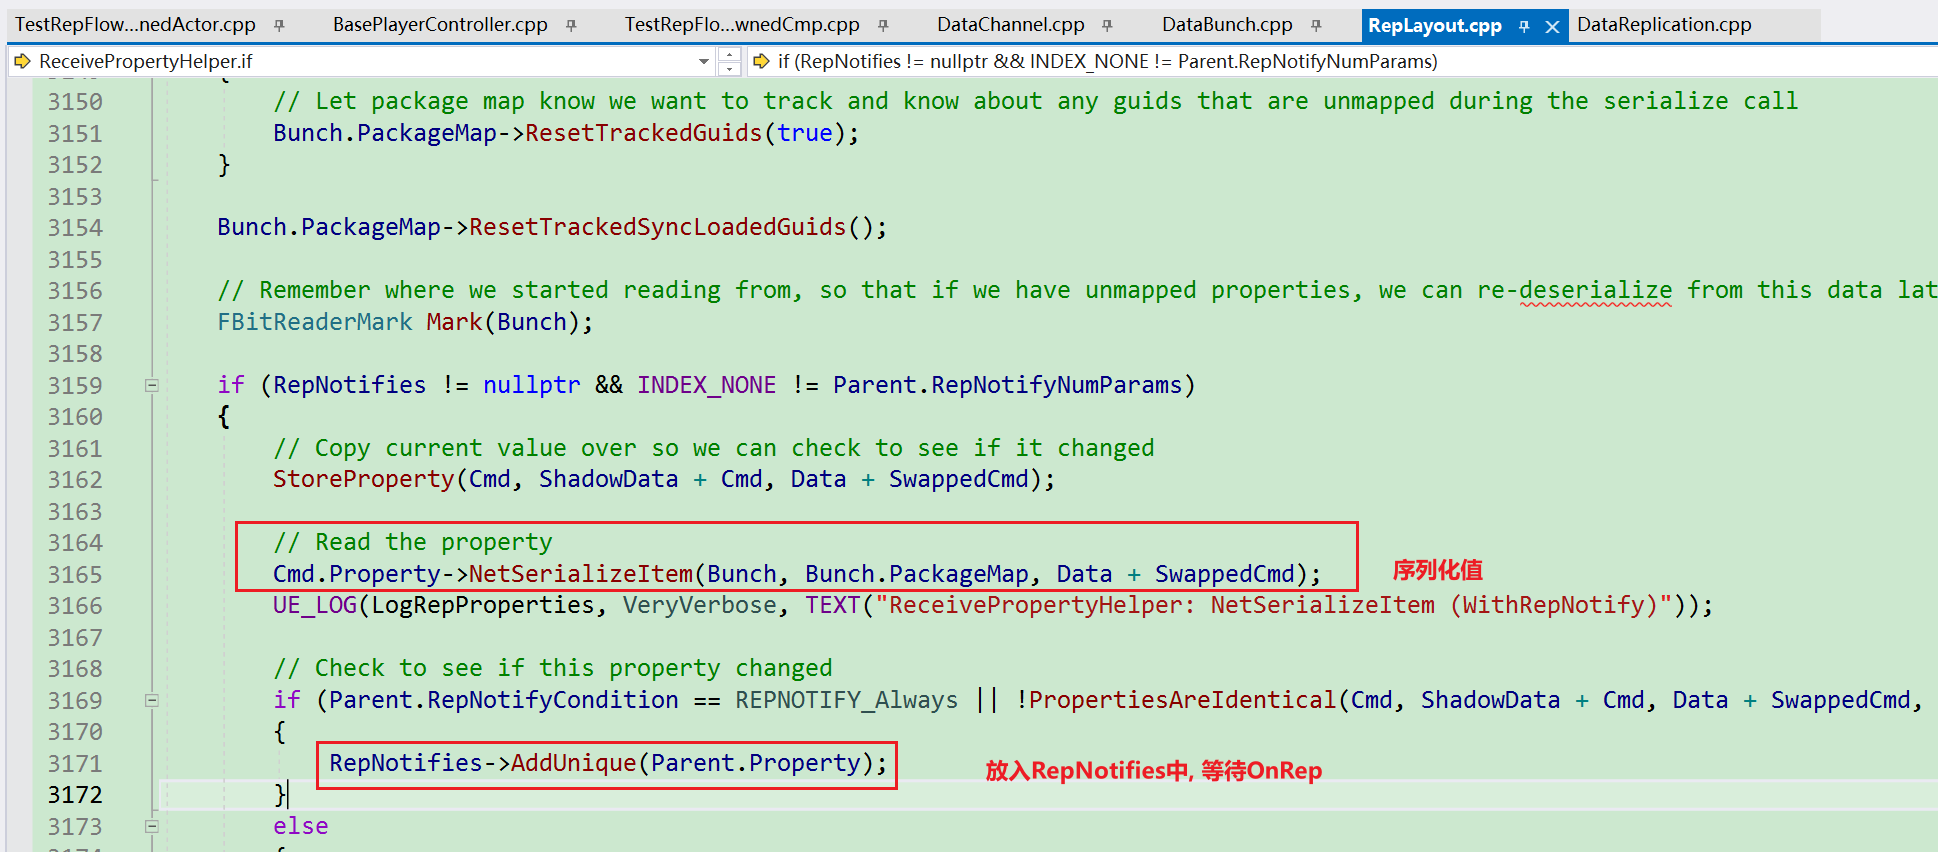 TestRepFlow...nedActor.cpp BasePlayerController.cpp TestRepFlo...wnedCmp.cpp DataChannel.cpp DataBunch.cpp RepLayout.cpp DataReplication.cpp
ReceivePropertyHelper.if if (RepNotifies != nullptr && INDEX_NONE != Parent.RepNotifyNumParams)
3150 // Let package map know we want to track and know about any guids that are unmapped during the serialize call
3151 Bunch.PackageMap->ResetTrackedGuids(true);
3152 }
3153
3154 Bunch.PackageMap->ResetTrackedSyncLoadedGuids();
3155
3156 // Remember where we started reading from, so that if we have unmapped properties, we can re-deserialize from this data lat
3157 FBitReaderMark Mark(Bunch);
3158
3159 if (RepNotifies != nullptr && INDEX_NONE != Parent.RepNotifyNumParams)
3160 {
3161 // Copy current value over so we can check to see if it changed
3162 StoreProperty(Cmd, ShadowData + Cmd, Data + SwappedCmd);
3163
3164 // Read the property
3165 Cmd.Property->NetSerializeItem(Bunch, Bunch.PackageMap, Data + SwappedCmd); 序列化值
3166 UE_LOG(LogRepProperties, VeryVerbose, TEXT("ReceivePropertyHelper: NetSerializeItem (WithRepNotify)"));
3167
3168 // Check to see if this property changed
3169 if (Parent.RepNotifyCondition == REPNOTIFY_Always || !PropertiesAreIdentical(Cmd, ShadowData + Cmd, Data + SwappedCmd,
3170 {
3171 RepNotifies->AddUnique(Parent.Property); 放入RepNotifies中, 等待OnRep
3172 }
3173 else